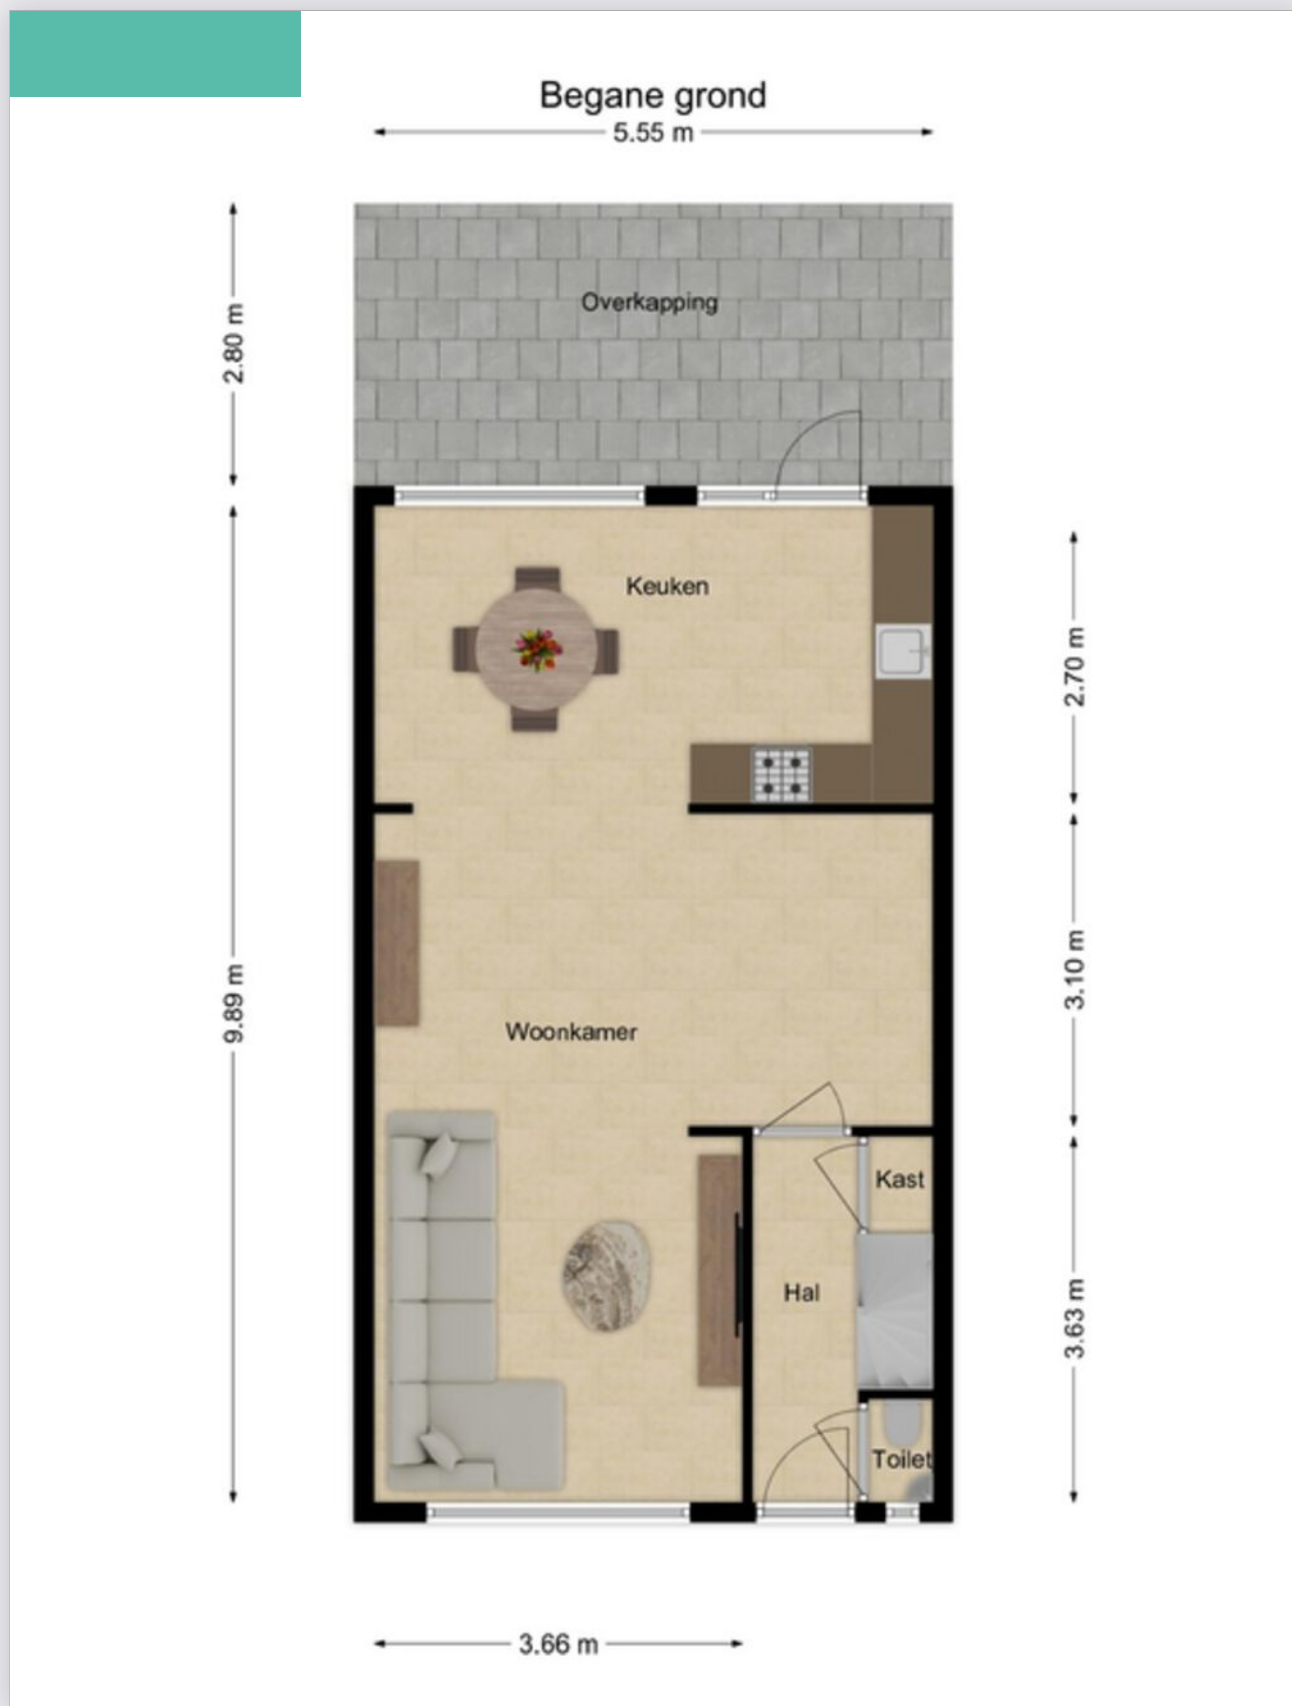 Begane grond
5.55 m
2.80 m
Overkapping
Keuken
2.70 m
9.89 m
3.10 m
Woonkamer
Kast
Hal
3.63 m
Toilet
3.66 m